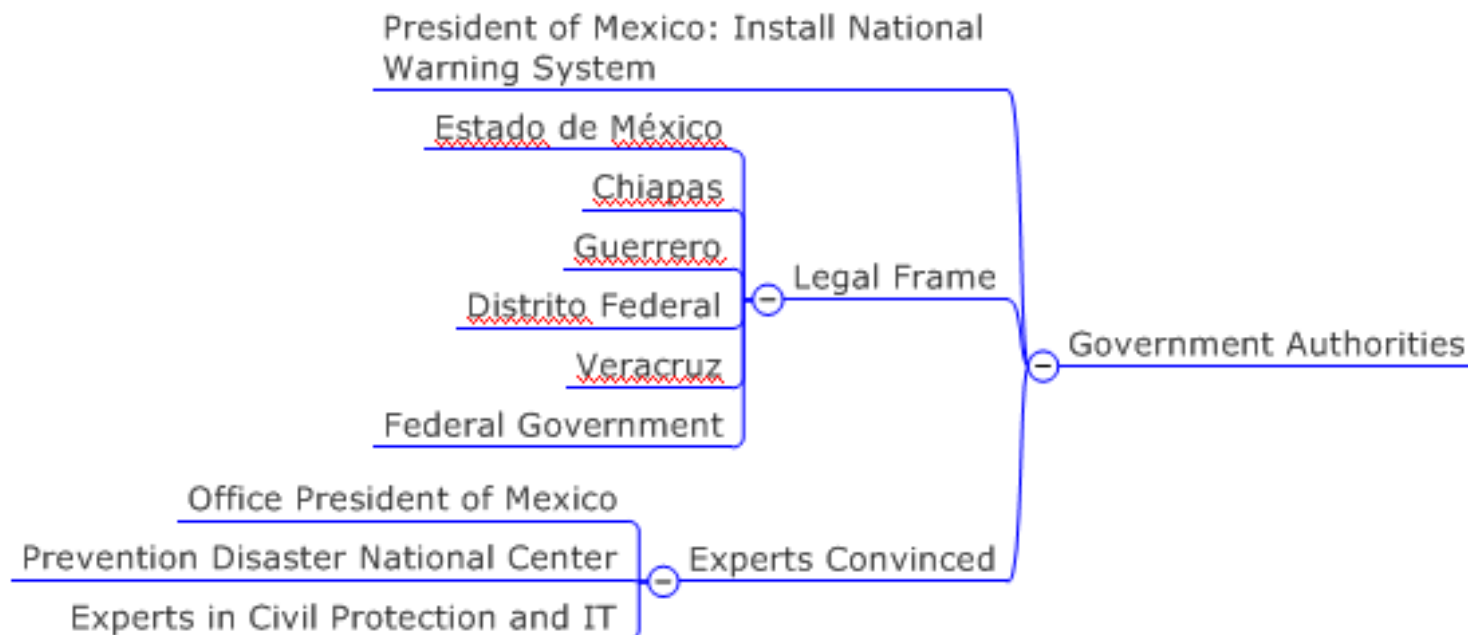 President of Mexico: Install National
Warning System
Estado de México
Chiapas
Guerrero
Distrito Federal
Veracruz
Federal Government
Legal Frame
Government Authorities
Office President of Mexico
Prevention Disaster National Center
Experts in Civil Protection and IT
Experts Convinced